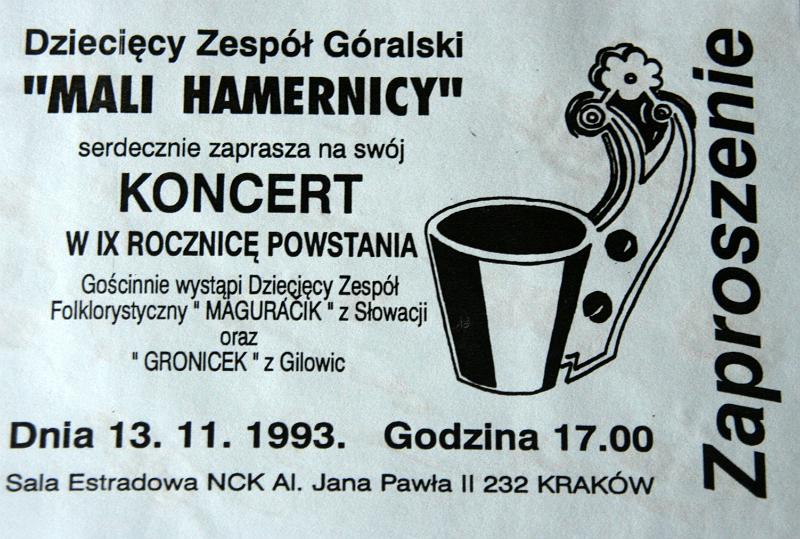 Dziecięcy Zespół Góralski
"MALI HAMERNICY"
serdecznie zaprasza na swój
KONCERT
W IX ROCZNICĘ POWSTANIA
Gościnnie wystąpi Dziecięcy Zespół
Folklorystyczny " MAGURÁČIK " z Słowacji
oraz
" GRONICEK " z Gilowic
Dnia 13. 11. 1993. Godzina 17.00
Sala Estradowa NCK Al. Jana Pawła II 232 KRAKÓW
Zaproszenie